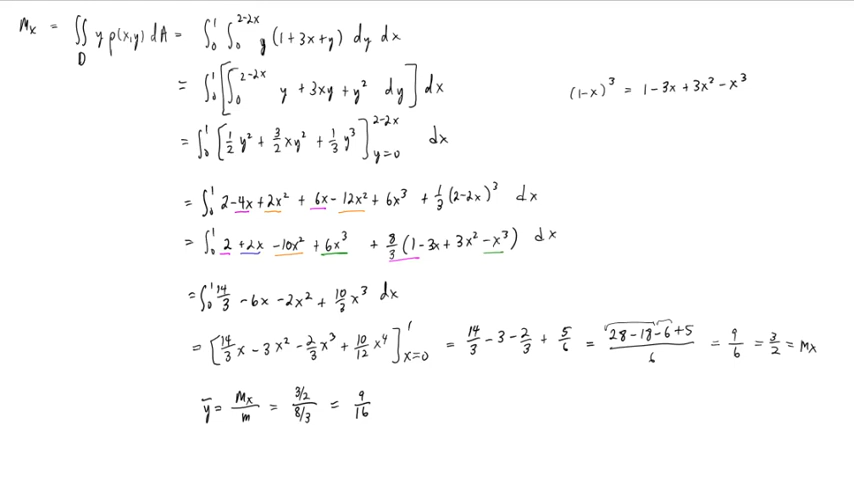 Mx = ∬_D y ρ(x,y) dA = ∫_0^1 ∫_0^{2-2x} y (1+3x+y) dy dx
= ∫_0^1 [∫_0^{2-2x} y + 3xy + y² dy] dx
(1-x)³ = 1-3x+3x²-x³
= ∫_0^1 [1/2 y² + 3/2 xy² + 1/3 y³]_{y=0}^{2-2x} dx
= ∫_0^1 2-4x+2x² + 6x-12x² + 6x³ + 1/3 (2-2x)³ dx
= ∫_0^1 2 +2x -10x² +6x³ + 8/3 (1-3x+3x²-x³) dx
= ∫_0^1 14/3 -6x -2x² + 10/3 x³ dx
= [14/3 x - 3x² - 2/3 x³ + 10/12 x⁴]_{x=0}^1 = 14/3 - 3 - 2/3 + 5/6 = (28-18-6+5)/6 = 9/6 = 3/2 = Mx
ȳ = Mx/m = (3/2)/(8/3) = 9/16